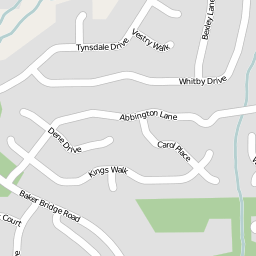 Tynsdale Drive
Vestry Walk
Bexley Lane
Whitby Drive
Abbington Lane
Dene Drive
Carol Place
Kings Walk
Baker Bridge Road
Court